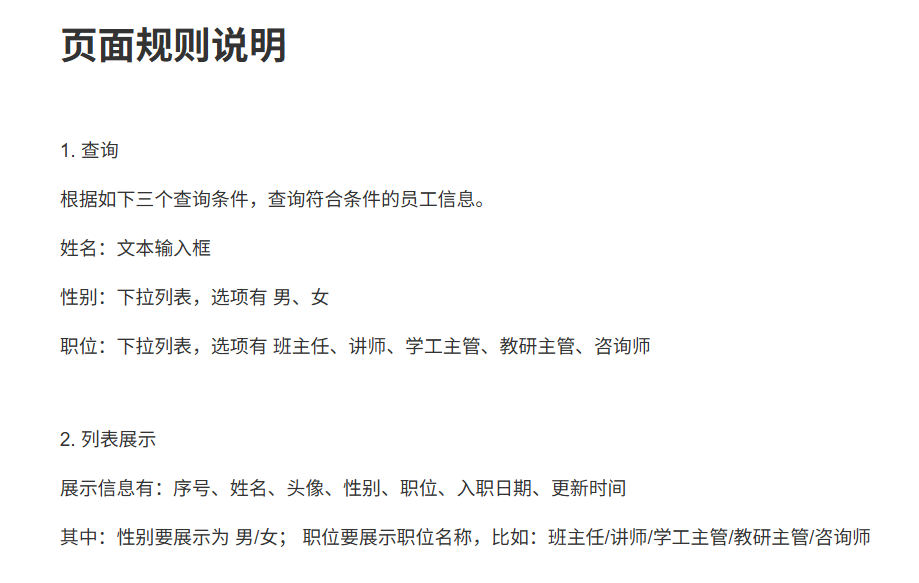 页面规则说明
1. 查询
根据如下三个查询条件，查询符合条件的员工信息。
姓名：文本输入框
性别：下拉列表，选项有 男、女
职位：下拉列表，选项有 班主任、讲师、学工主管、教研主管、咨询师
2. 列表展示
展示信息有：序号、姓名、头像、性别、职位、入职日期、更新时间
其中：性别要展示为 男/女； 职位要展示职位名称，比如：班主任/讲师/学工主管/教研主管/咨询师